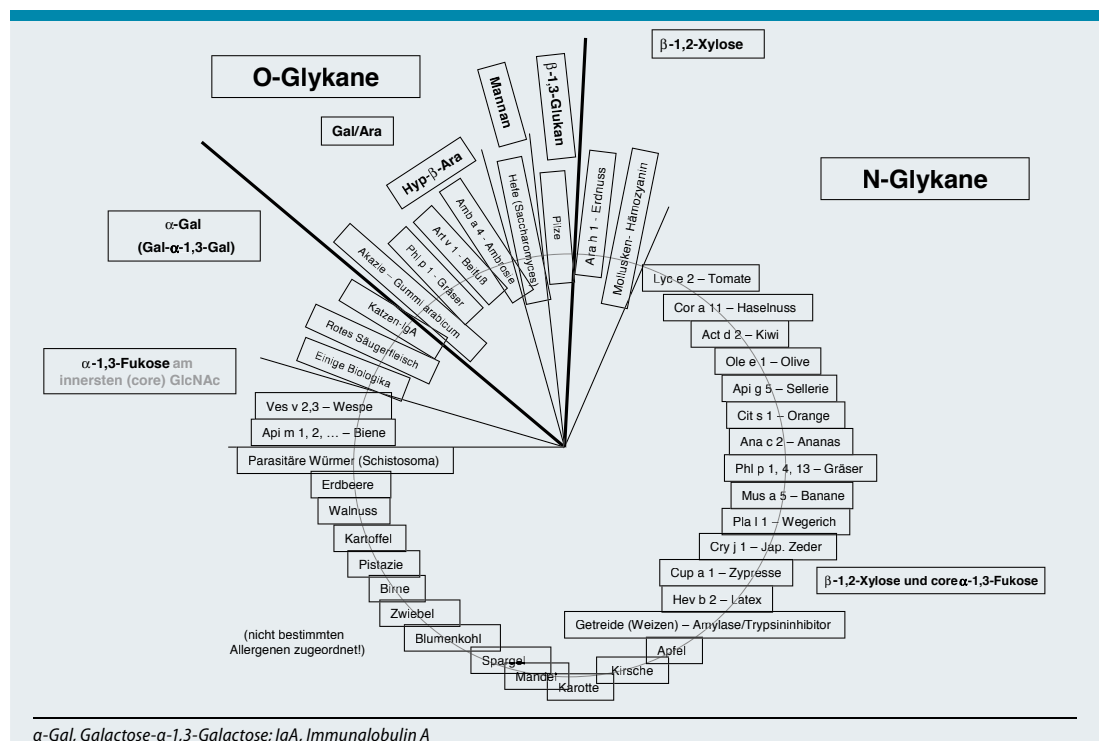 β-1,2-Xylose
O-Glykane
Gal/Ara
Mannan
β-1,3-Glukan
Hyp-β-Ara
N-Glykane
α-Gal
(Gal-α-1,3-Gal)
α-1,3-Fukose am
innersten (core) GlcNAc
Einige Biologika
Rotes Säugerfleisch
Katzen-IgA
Akazie – Gummi arabicum
Phl p 1 - Gräser
Art v 1 - Beifuß
Amb a 4 - Ambrosie
Hefe (Saccharomyces)
Pilze
Ara h 1 - Erdnuss
Mollusken- Hämozyanin
Lyc e 2 – Tomate
Cor a 11 – Haselnuss
Act d 2 – Kiwi
Ole e 1 – Olive
Api g 5 – Sellerie
Cit s 1 – Orange
Ana c 2 – Ananas
Phl p 1, 4, 13 – Gräser
Mus a 5 – Banane
Pla l 1 – Wegerich
Cry j 1 – Jap. Zeder
Cup a 1 – Zypresse
Hev b 2 – Latex
Getreide (Weizen) – Amylase/Trypsininhibitor
β-1,2-Xylose und core α-1,3-Fukose
Apfel
Kirsche
Karotte
Mandel
Spargel
Blumenkohl
Zwiebel
Birne
Pistazie
Kartoffel
Walnuss
Erdbeere
Parasitäre Würmer (Schistosoma)
Api m 1, 2, … – Biene
Ves v 2,3 – Wespe
(nicht bestimmten
Allergenen zugeordnet!)
α-Gal, Galactose-α-1,3-Galactose; IgA, Immunglobulin A